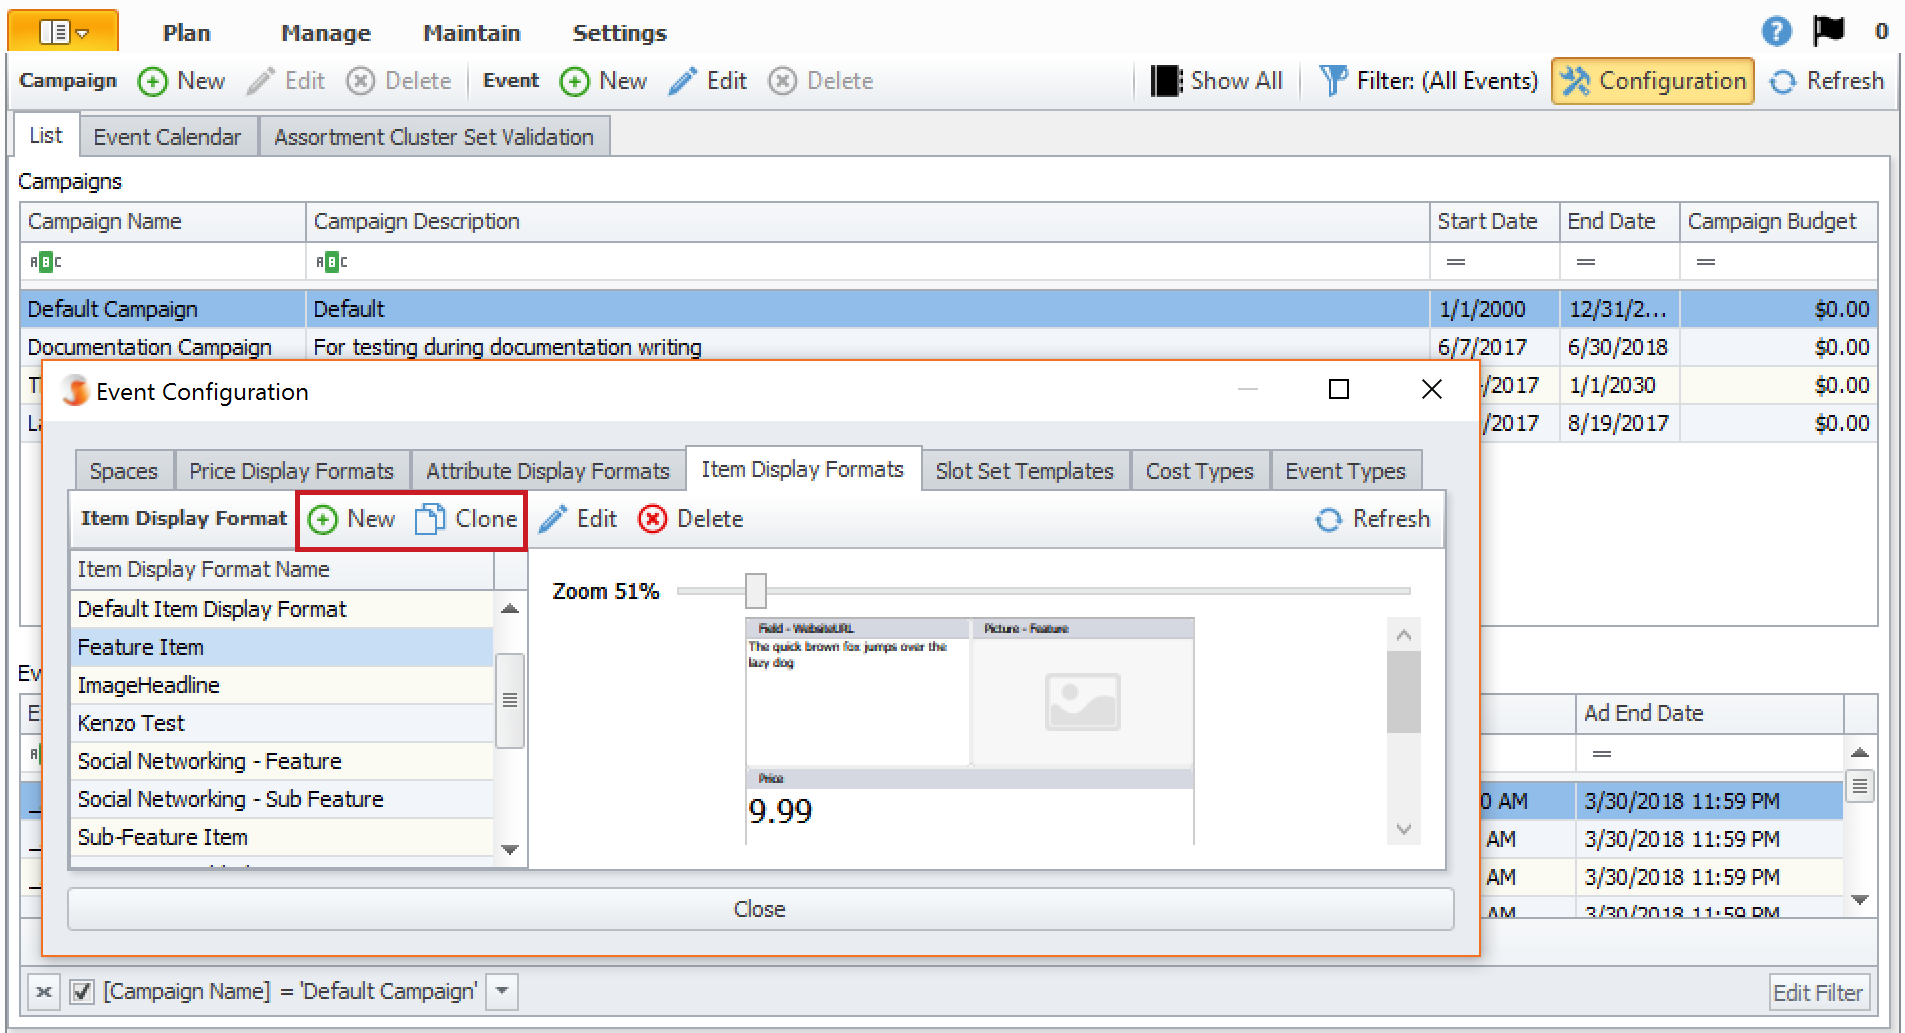 Plan Manage Maintain Settings 0
Campaign New Edit Delete Event New Edit Delete Show All Filter: (All Events) Configuration Refresh
List Event Calendar Assortment Cluster Set Validation
Campaigns
Campaign Name Campaign Description Start Date End Date Campaign Budget
ABC ABC = = =
Default Campaign Default 1/1/2000 12/31/2... $0.00
Documentation Campaign For testing during documentation writing 6/7/2017 6/30/2018 $0.00
/2017 1/1/2030 $0.00
/2017 8/19/2017 $0.00
Event Configuration
Spaces Price Display Formats Attribute Display Formats Item Display Formats Slot Set Templates Cost Types Event Types
Item Display Format New Clone Edit Delete Refresh
Item Display Format Name
Default Item Display Format
Feature Item
ImageHeadline
Kenzo Test
Social Networking - Feature
Social Networking - Sub Feature
Sub-Feature Item
Zoom 51%
Field - WebsiteURL Picture - Feature
The quick brown fox jumps over the
lazy dog
Price
9.99
Close
Ad End Date
=
0 AM 3/30/2018 11:59 PM
AM 3/30/2018 11:59 PM
AM 3/30/2018 11:59 PM
AM 3/30/2018 11:59 PM
[Campaign Name] = 'Default Campaign' Edit Filter